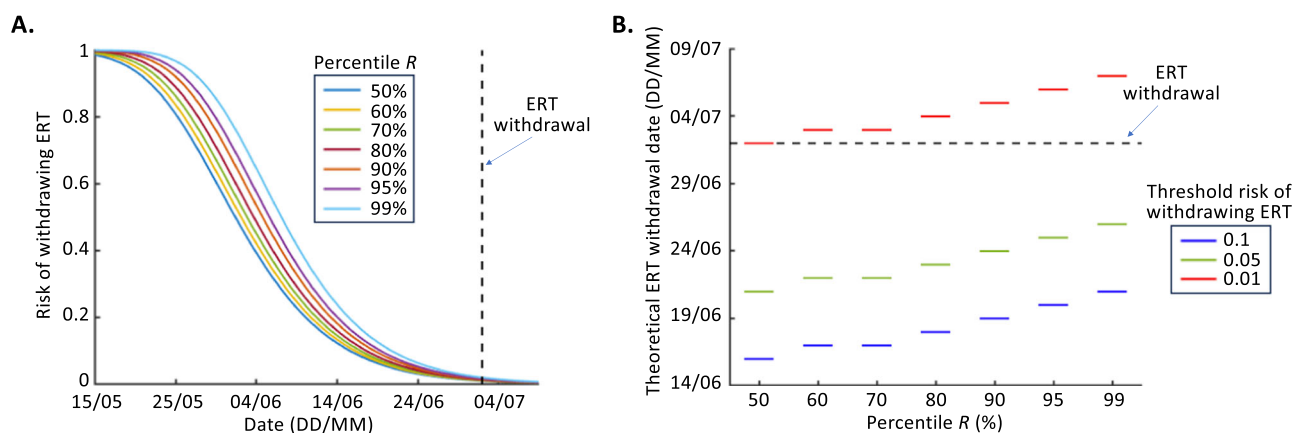 A.
Risk of withdrawing ERT
1
0.8
0.6
0.4
0.2
0
15/05 25/05 04/06 14/06 24/06 04/07
Date (DD/MM)
Percentile R
50%
60%
70%
80%
90%
95%
99%
ERT
withdrawal
B.
Theoretical ERT withdrawal date (DD/MM)
09/07
04/07
29/06
24/06
19/06
14/06
50 60 70 80 90 95 99
Percentile R (%)
ERT
withdrawal
Threshold risk of
withdrawing ERT
0.1
0.05
0.01